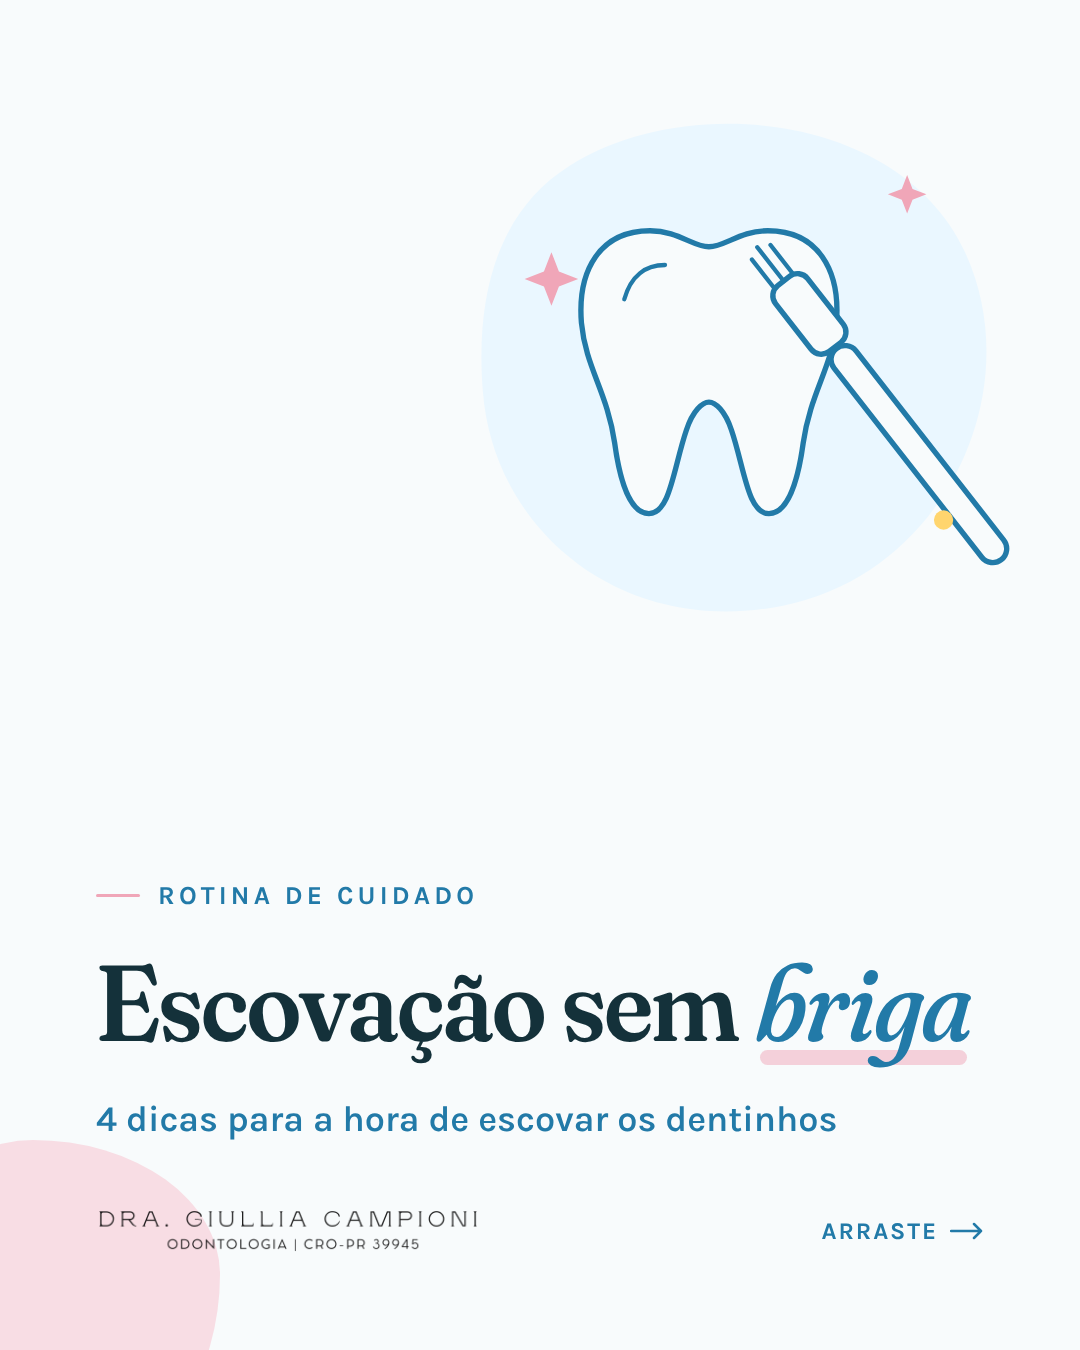 ROTINA DE CUIDADO
Escovação sem briga
4 dicas para a hora de escovar os dentinhos
DRA. GIULLIA CAMPIONI
ODONTOLOGIA | CRO-PR 39945
ARRASTE →